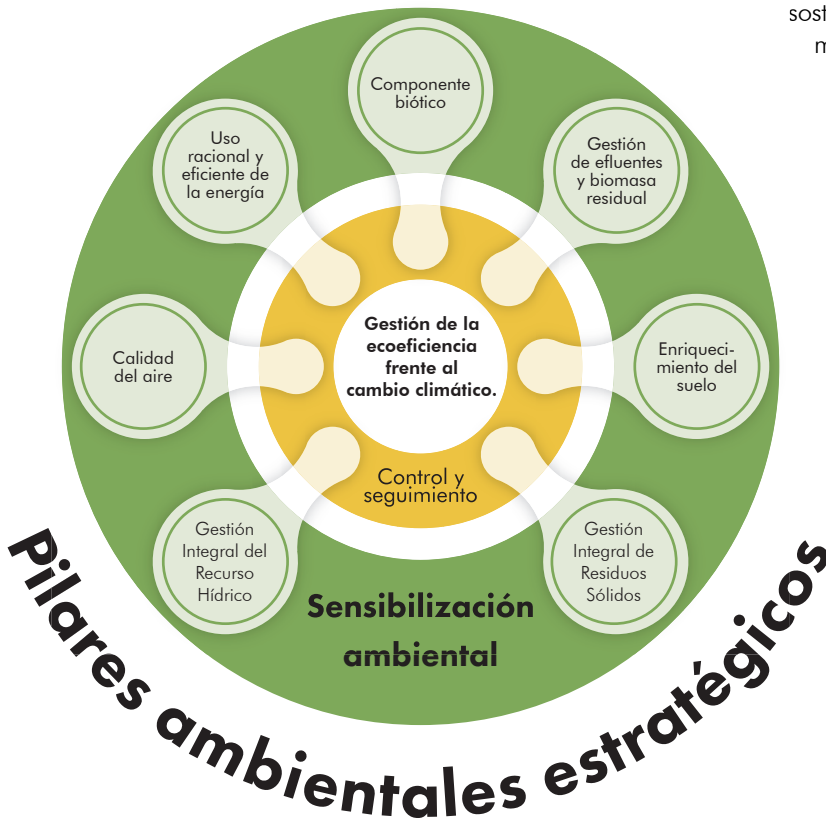 sost
m
Componente
biótico
Uso
racional y
eficiente de
la energía
Gestión
de efluentes
y biomasa
residual
Calidad
del aire
Gestión de la
ecoeficiencia
frente al
cambio climático.
Enriqueci-
miento del
suelo
Control y
seguimiento
Gestión
Integral del
Recurso
Hídrico
Gestión
Integral de
Residuos
Sólidos
Sensibilización
ambiental
Pilares ambientales estratégicos